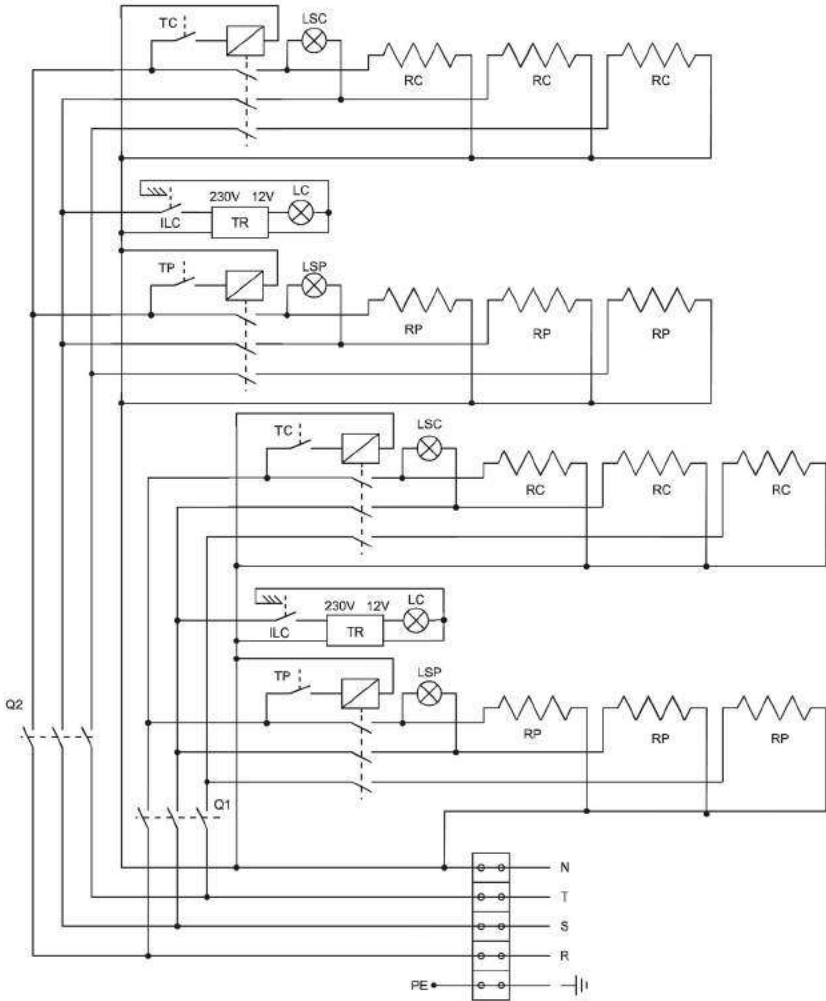 TC LSC
RC RC RC
230V 12V LC
ILC TR
TP LSP
RP RP RP
TC LSC
RC RC RC
230V 12V LC
ILC TR
TP LSP
Q2
RP RP RP
Q1
N
T
S
R
PE